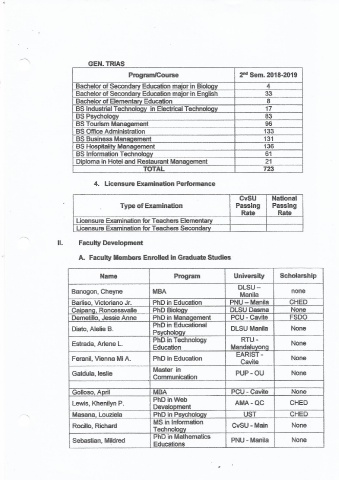 GEN. TRIAS
Program/Course 2nd Sem. 2018-2019
Bachelor of Secondary Education major in Biology 4
Bachelor of Secondary Education major in English 33
Bachelor of Elementary Education 8
BS Industrial Technology in Electrical Technology 17
BS Psychology 83
BS Tourism Management 96
BS Office Administration 133
BS Business Management 131
BS Hospitality Management 136
BS Information Technology 61
Diploma in Hotel and Restaurant Management 21
TOTAL 723
4. Licensure Examination Performance
Type of Examination CvSU Passing Rate National Passing Rate
Licensure Examination for Teachers Elementary
Licensure Examination for Teachers Secondary
II. Faculty Development
A. Faculty Members Enrolled in Graduate Studies
Name Program University Scholarship
Banogon, Cheyne MBA DLSU – Manila none
Barliso, Victoriano Jr. PhD in Education PNU – Manila CHED
Caipang, Roncessvalle PhD Biology DLSU Dasma None
Demetillo, Jessie Anne PhD in Management PCU - Cavite FSDO
Diato, Alelie B. PhD in Educational Psychology DLSU Manila None
Estrada, Arlene L. PhD in Technology Education RTU - Mandaluyong None
Feranil, Vienna Mi A. PhD in Education EARIST - Cavite None
Gatdula, leslie Master in Communication PUP - OU None
Golloso, April MBA PCU - Cavite None
Lewis, Khenilyn P. PhD in Web Development AMA - QC CHED
Masana, Louziela PhD in Psychology UST CHED
Rocillo, Richard MS in Information Technology CvSU - Main None
Sebastian, Mildred PhD in Mathematics Educations PNU - Manila None